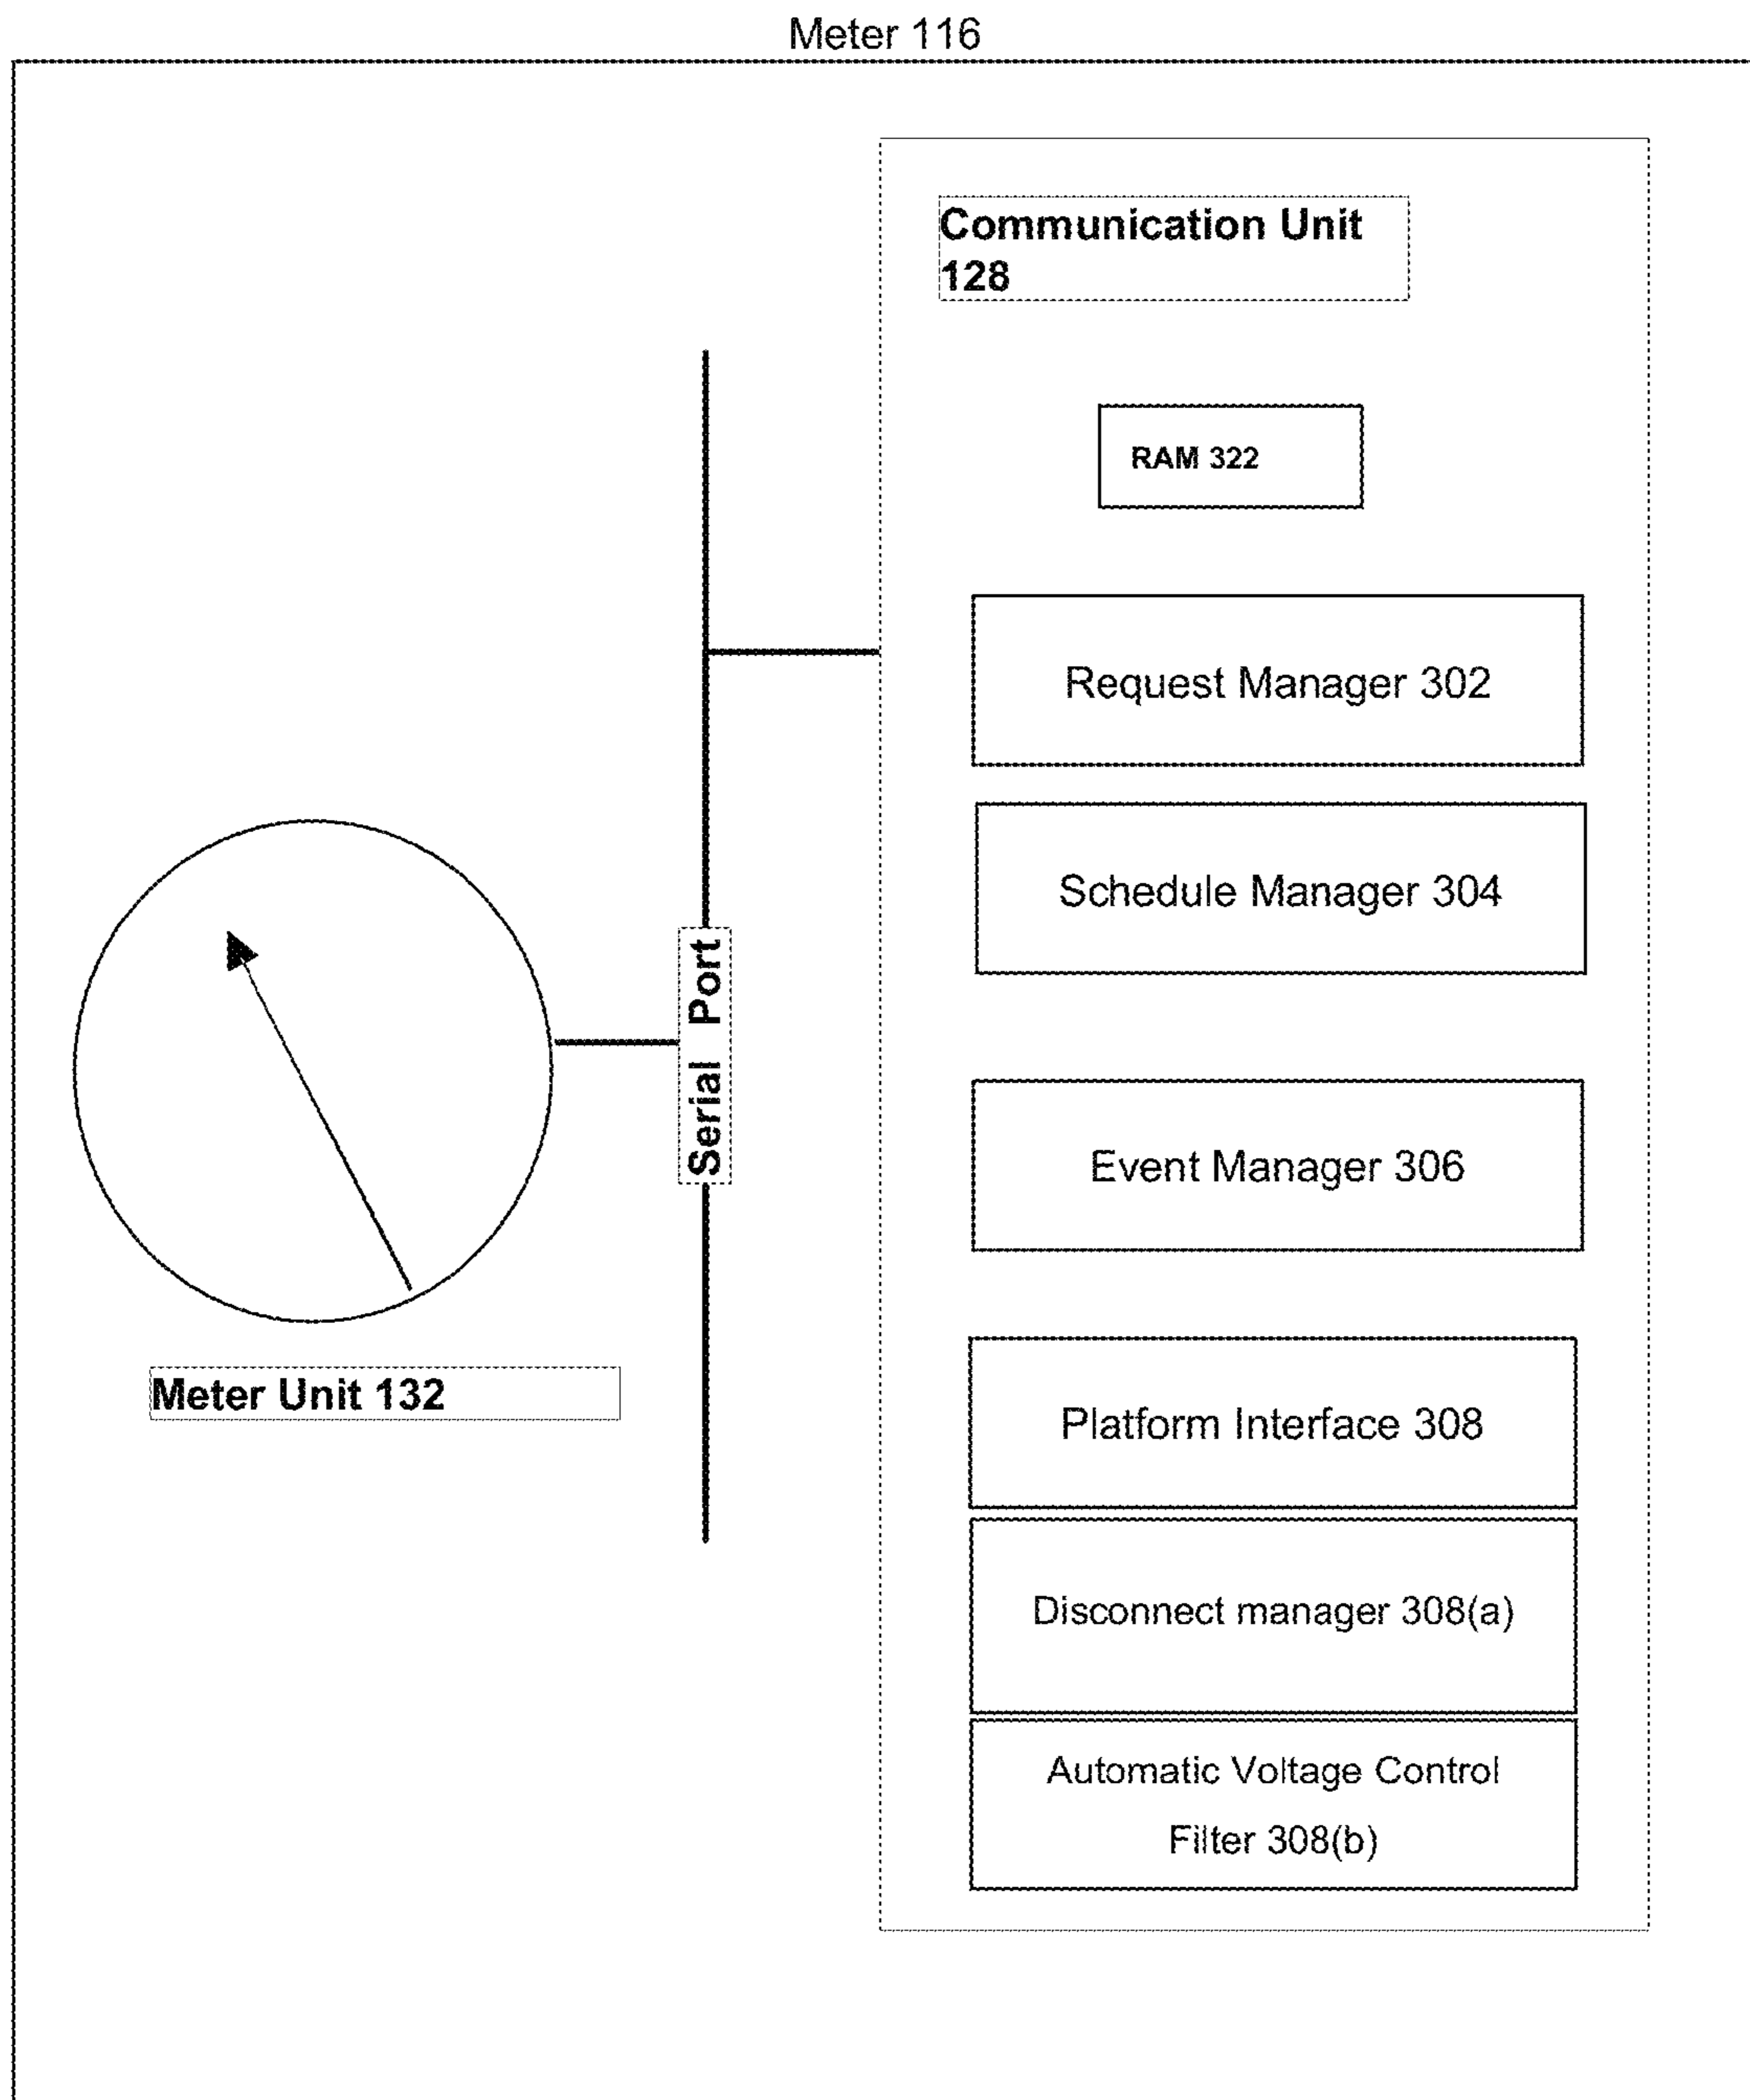 Meter 116
Communication Unit
128
RAM 322
Request Manager 302
Schedule Manager 304
Serial Port
Event Manager 306
Meter Unit 132
Platform Interface 308
Disconnect manager 308(a)
Automatic Voltage Control
Filter 308(b)